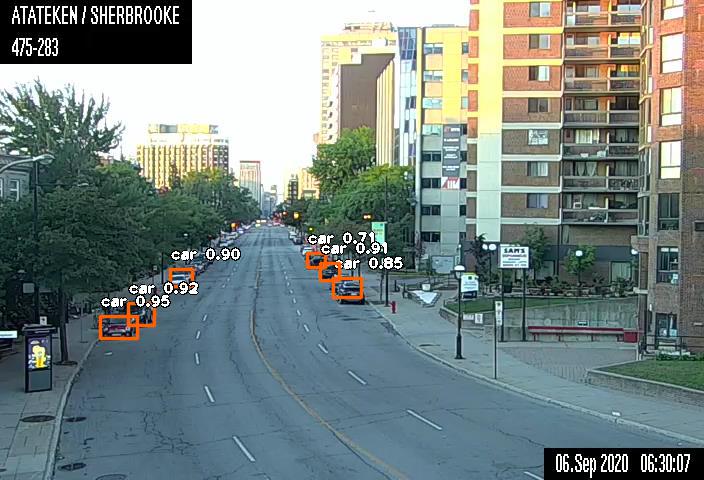 ATATEKEN / SHERBROOKE
475-283
car 0.90
car 0.92
car 0.95
car 0.71
car 0.91
car 0.85
SAM'S
06.Sep 2020 06:30:07